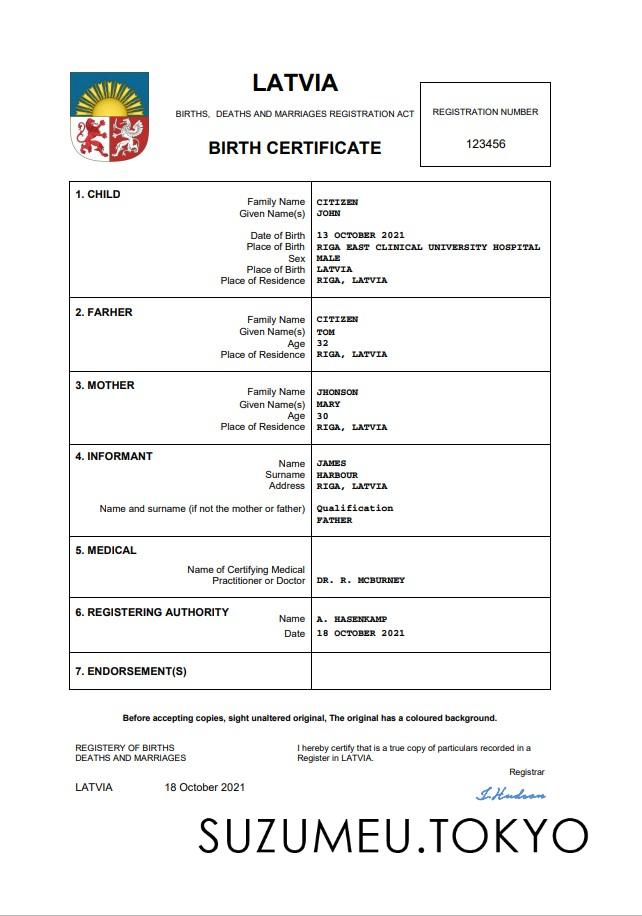 LATVIA
BIRTHS, DEATHS AND MARRIAGES REGISTRATION ACT
BIRTH CERTIFICATE
REGISTRATION NUMBER
123456
1. CHILD
Family Name CITIZEN
Given Name(s) JOHN
Date of Birth 13 OCTOBER 2021
Place of Birth RIGA EAST CLINICAL UNIVERSITY HOSPITAL
Sex MALE
Place of Birth LATVIA
Place of Residence RIGA, LATVIA
2. FARHER
Family Name CITIZEN
Given Name(s) TOM
Age 32
Place of Residence RIGA, LATVIA
3. MOTHER
Family Name JHONSON
Given Name(s) MARY
Age 30
Place of Residence RIGA, LATVIA
4. INFORMANT
Name JAMES
Surname HARBOUR
Address RIGA, LATVIA
Name and surname (if not the mother or father) Qualification
FATHER
5. MEDICAL
Name of Certifying Medical
Practitioner or Doctor DR. R. MCBURNEY
6. REGISTERING AUTHORITY
Name A. HASENKAMP
Date 18 OCTOBER 2021
7. ENDORSEMENT(S)
Before accepting copies, sight unaltered original, The original has a coloured background.
REGISTERY OF BIRTHS
DEATHS AND MARRIAGES
I hereby certify that is a true copy of particulars recorded in a
Register in LATVIA.
Registrar
LATVIA 18 October 2021
J.Hudson
SUZUMEU.TOKYO